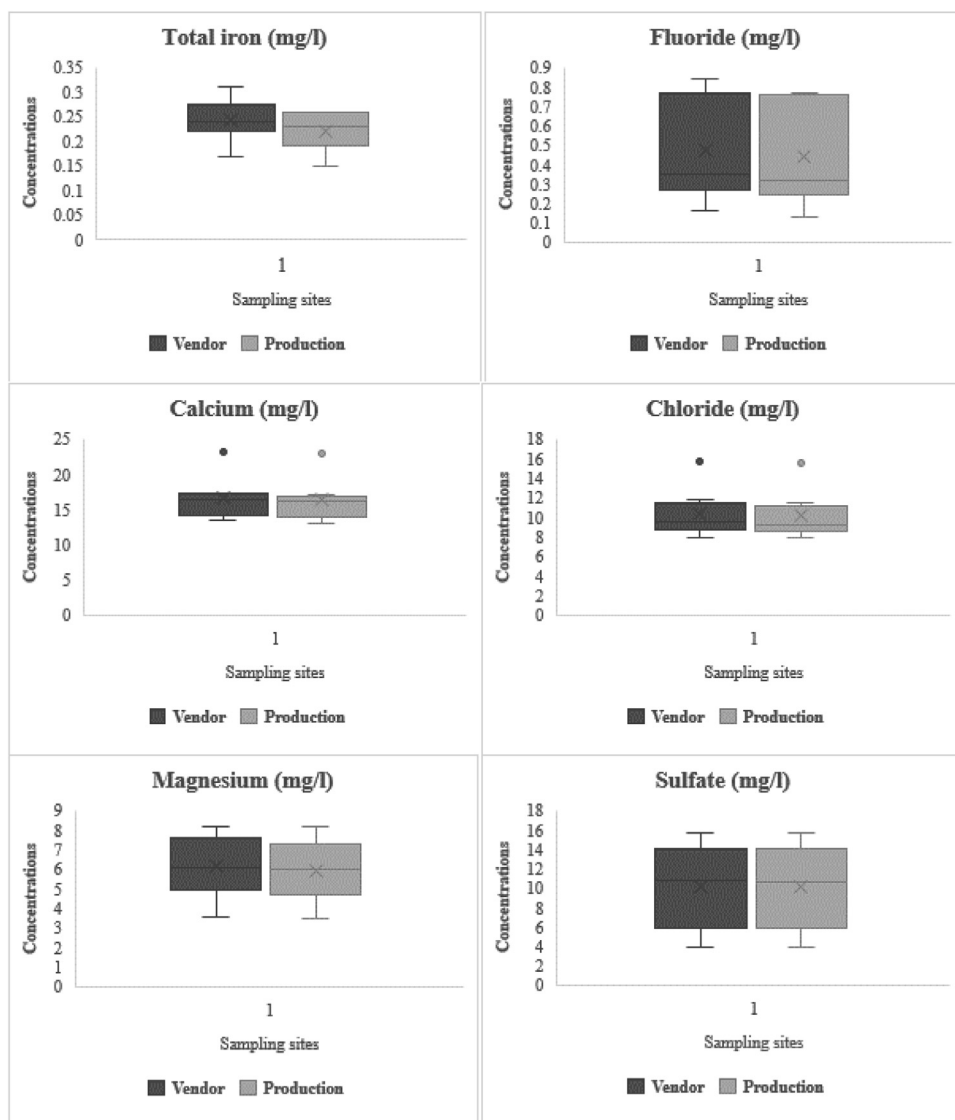 Total iron (mg/l)
0.35
0.3
0.25
0.2
0.15
0.1
0.05
0
Concentrations
1
Sampling sites
Vendor Production
Fluoride (mg/l)
0.9
0.8
0.7
0.6
0.5
0.4
0.3
0.2
0.1
0
Concentrations
1
Sampling sites
Vendor Production
Calcium (mg/l)
25
20
15
10
5
0
Concentrations
1
Sampling sites
Vendor Production
Chloride (mg/l)
18
16
14
12
10
8
6
4
2
0
Concentrations
1
Sampling sites
Vendor Production
Magnesium (mg/l)
9
8
7
6
5
4
3
2
1
0
Concentrations
1
Sampling sites
Vendor Production
Sulfate (mg/l)
18
16
14
12
10
8
6
4
2
0
Concentrations
1
Sampling sites
Vendor Production